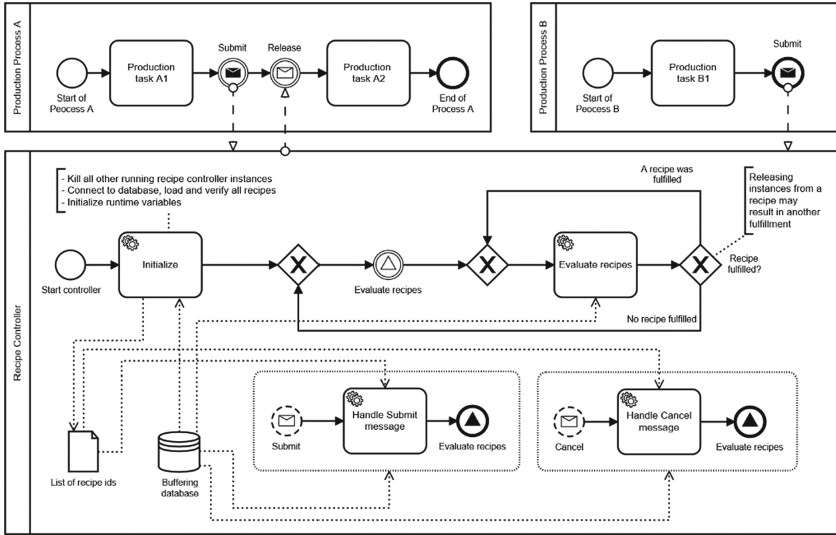 Production Process A
Submit
Release
Production
task A1
Production
task A2
Start of
Peocess A
End of
Process A
Production Process B
Submit
Production
task B1
Start of
Peocess B
Recipe Controller
- Kill all other running recipe controller instances
- Connect to database, load and verify all recipes
- Initialize runtime variables
A recipe was
fulfilled
Releasing
instances from a
recipe may
result in another
fulfillment
Initialize
Start controller
Evaluate recipes
Evaluate recipes
Recipe
fulfilled?
No recipe fulfilled
Handle Submit
message
Submit
Evaluate recipes
Handle Cancel
message
Cancel
Evaluate recipes
List of recipe ids
Buffering
database